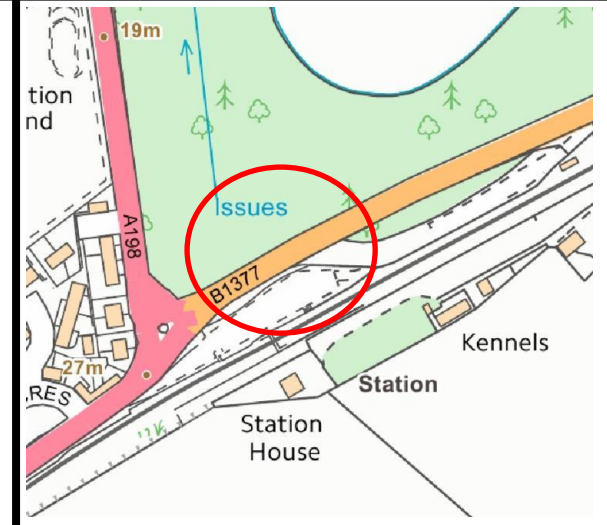 19m
tion
nd
Issues
A198
B1377
Kennels
27m
Station
RES
Station
House